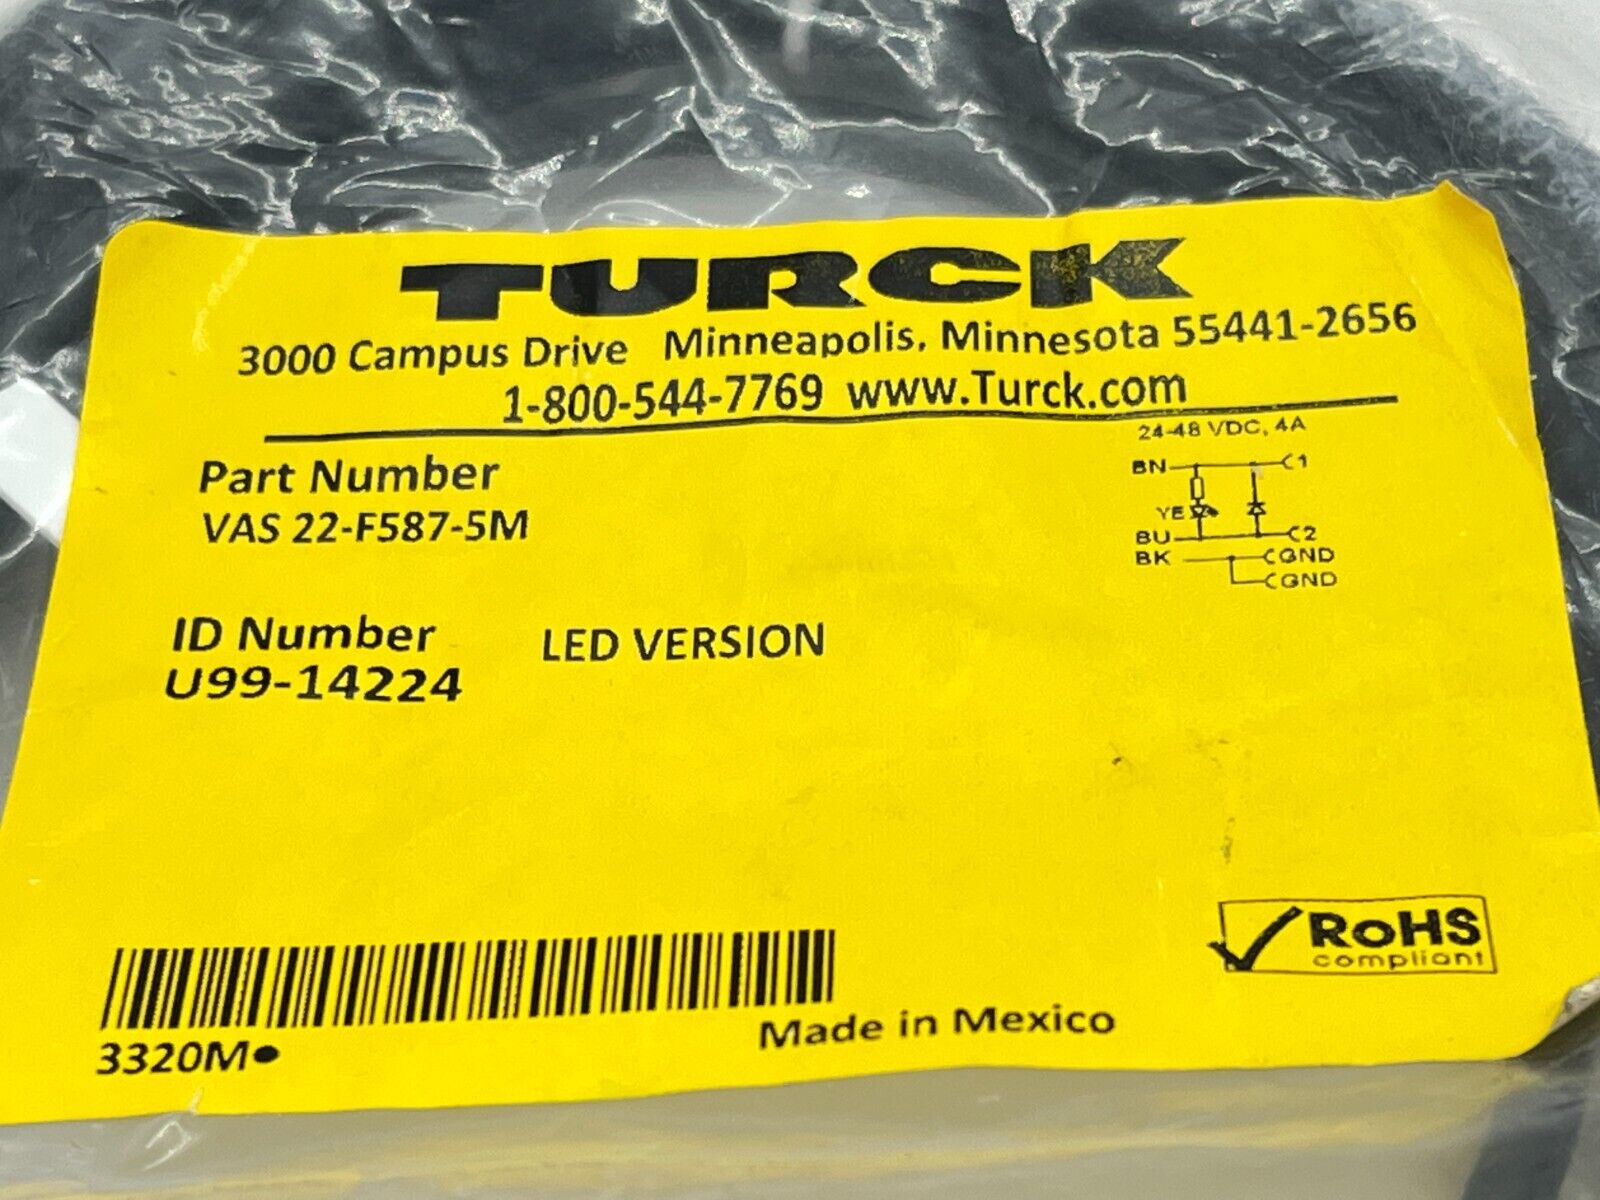 TURCK
3000 Campus Drive Minneapolis, Minnesota 55441-2656
1-800-544-7769 www.Turck.com
24-48 VDC, 4A
Part Number
VAS 22-F587-5M
BN 1
YE
BU 2
BK GND
GND
ID Number LED VERSION
U99-14224
RoHS
compliant
Made in Mexico
3320M•